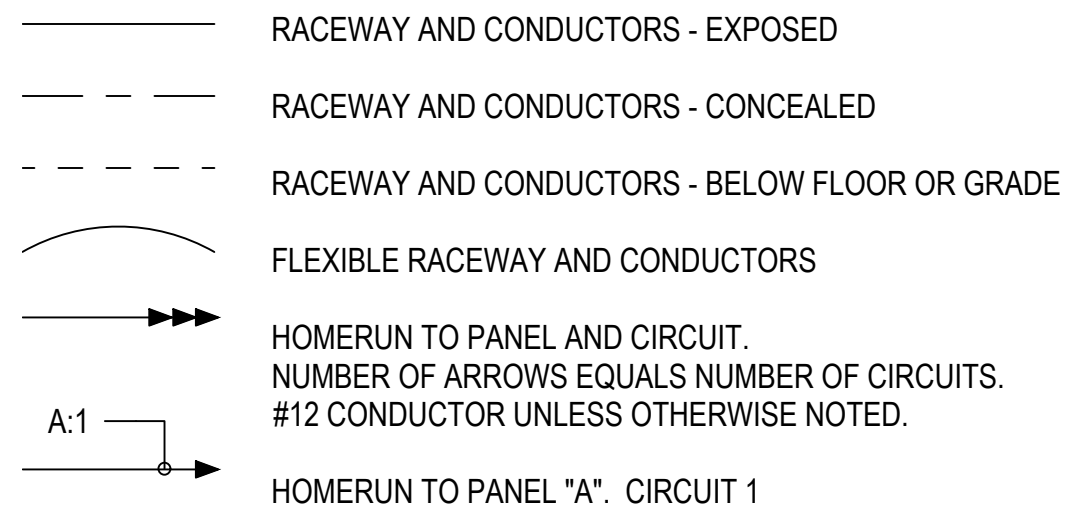 RACEWAY AND CONDUCTORS - EXPOSED
RACEWAY AND CONDUCTORS - CONCEALED
RACEWAY AND CONDUCTORS - BELOW FLOOR OR GRADE
FLEXIBLE RACEWAY AND CONDUCTORS
HOMERUN TO PANEL AND CIRCUIT.
NUMBER OF ARROWS EQUALS NUMBER OF CIRCUITS.
#12 CONDUCTOR UNLESS OTHERWISE NOTED.
A:1
HOMERUN TO PANEL "A". CIRCUIT 1